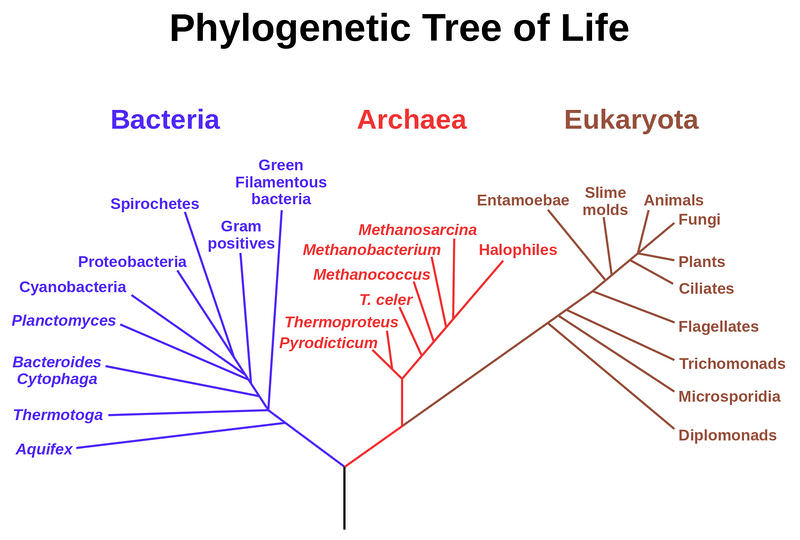 Phylogenetic Tree of Life
Bacteria
Archaea
Eukaryota
Green
Filamentous
bacteria
Spirochetes
Gram
positives
Proteobacteria
Cyanobacteria
Planctomyces
Bacteroides
Cytophaga
Thermotoga
Aquifex
Methanosarcina
Methanobacterium
Halophiles
Methanococcus
T. celer
Thermoproteus
Pyrodicticum
Entamoebae
Slime
molds
Animals
Fungi
Plants
Ciliates
Flagellates
Trichomonads
Microsporidia
Diplomonads